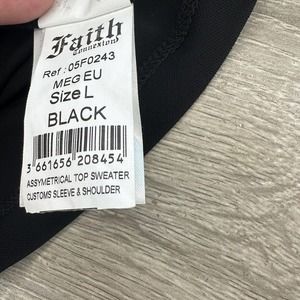 Faith
connexion
Ref : 05F0243
MEG EU
Size L
BLACK
3 661656 208454
ASSYMETRICAL TOP SWEATER
CUSTOMS SLEEVE & SHOULDER